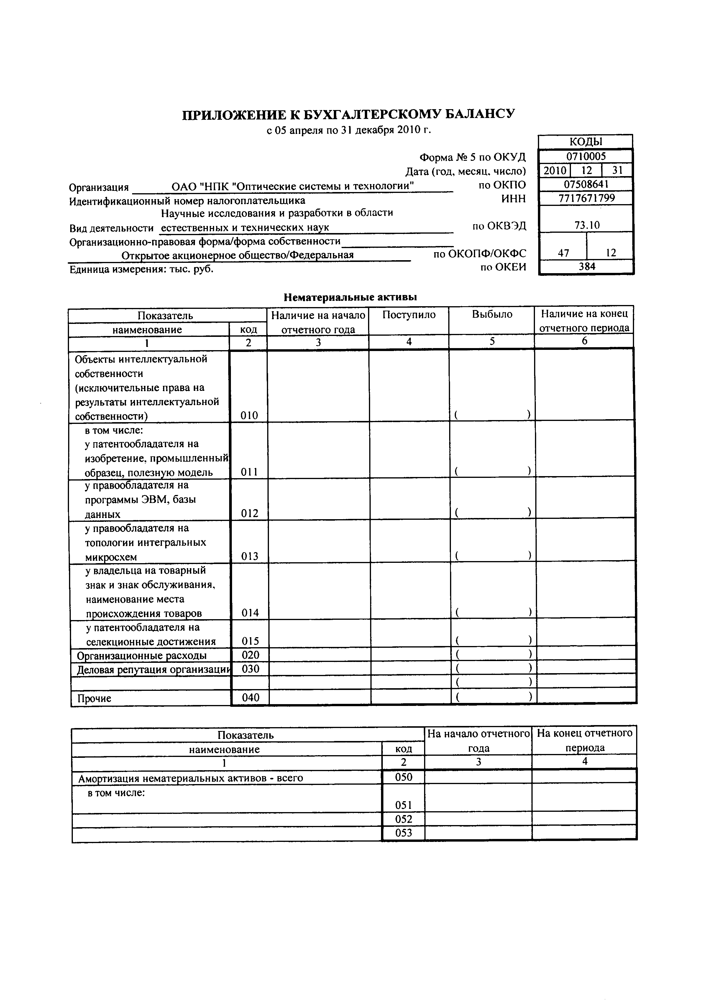 ПРИЛОЖЕНИЕ К БУХГАЛТЕРСКОМУ БАЛАНСУ
с 05 апреля по 31 декабря 2010 г.
КОДЫ
Форма № 5 по ОКУД 0710005
Дата (год, месяц, число) 2010 12 31
Организация ОАО "НПК "Оптические системы и технологии" по ОКПО 07508641
Идентификационный номер налогоплательщика ИНН 7717671799
Научные исследования и разработки в области
Вид деятельности естественных и технических наук по ОКВЭД 73.10
Организационно-правовая форма/форма собственности
Открытое акционерное общество/Федеральная по ОКОПФ/ОКФС 47 12
Единица измерения: тыс. руб. по ОКЕИ 384
Нематериальные активы
Показатель Наличие на начало Поступило Выбыло Наличие на конец
наименование код отчетного года отчетного периода
1 2 3 4 5 6
Объекты интеллектуальной
собственности
(исключительные права на
результаты интеллектуальной
собственности) 010 ( )
в том числе:
у патентообладателя на
изобретение, промышленный
образец, полезную модель 011 ( )
у правообладателя на
программы ЭВМ, базы
данных 012 ( )
у правообладателя на
топологии интегральных
микросхем 013 ( )
у владельца на товарный
знак и знак обслуживания,
наименование места
происхождения товаров 014 ( )
у патентообладателя на
селекционные достижения 015 ( )
Организационные расходы 020 ( )
Деловая репутация организации 030 ( )
( )
Прочие 040 ( )
Показатель На начало отчетного На конец отчетного
наименование код года периода
1 2 3 4
Амортизация нематериальных активов - всего 050
в том числе:
051
052
053